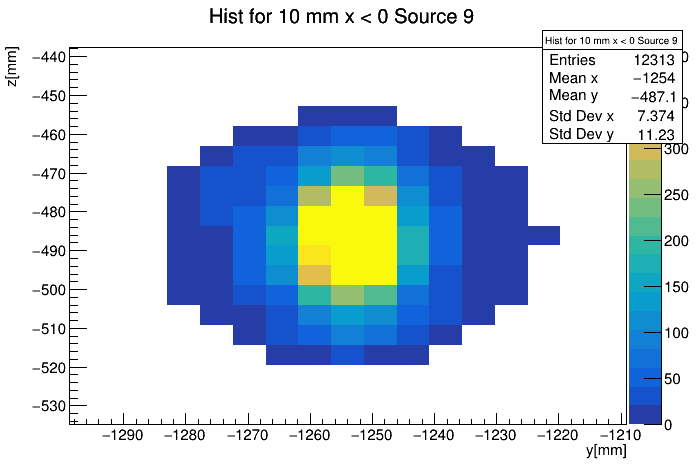 Hist for 10 mm x < 0 Source 9
z[mm]
Hist for 10 mm x < 0 Source 9
Entries 12313
Mean x −1254
Mean y −487.1
Std Dev x 7.374
Std Dev y 11.23
−440
−450
−460
−470
−480
−490
−500
−510
−520
−530
300
250
200
150
100
50
0
−1290 −1280 −1270 −1260 −1250 −1240 −1230 −1220 −1210
y[mm]